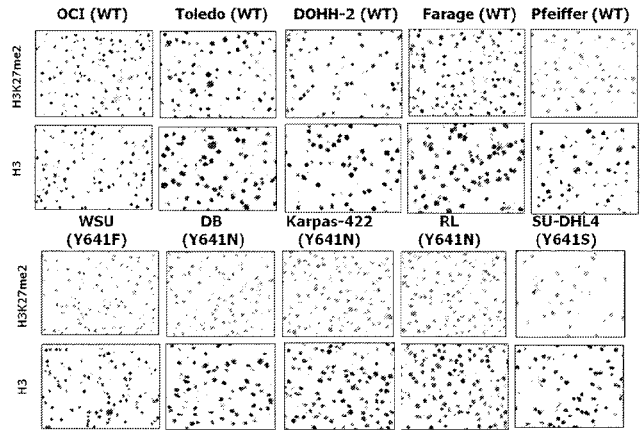 OCI (WT) Toledo (WT) DOHH-2 (WT) Farage (WT) Pfeiffer (WT)
H3K27me2
H3
WSU DB Karpas-422 RL SU-DHL4
(Y641F) (Y641N) (Y641N) (Y641N) (Y641S)
H3K27me2
H3